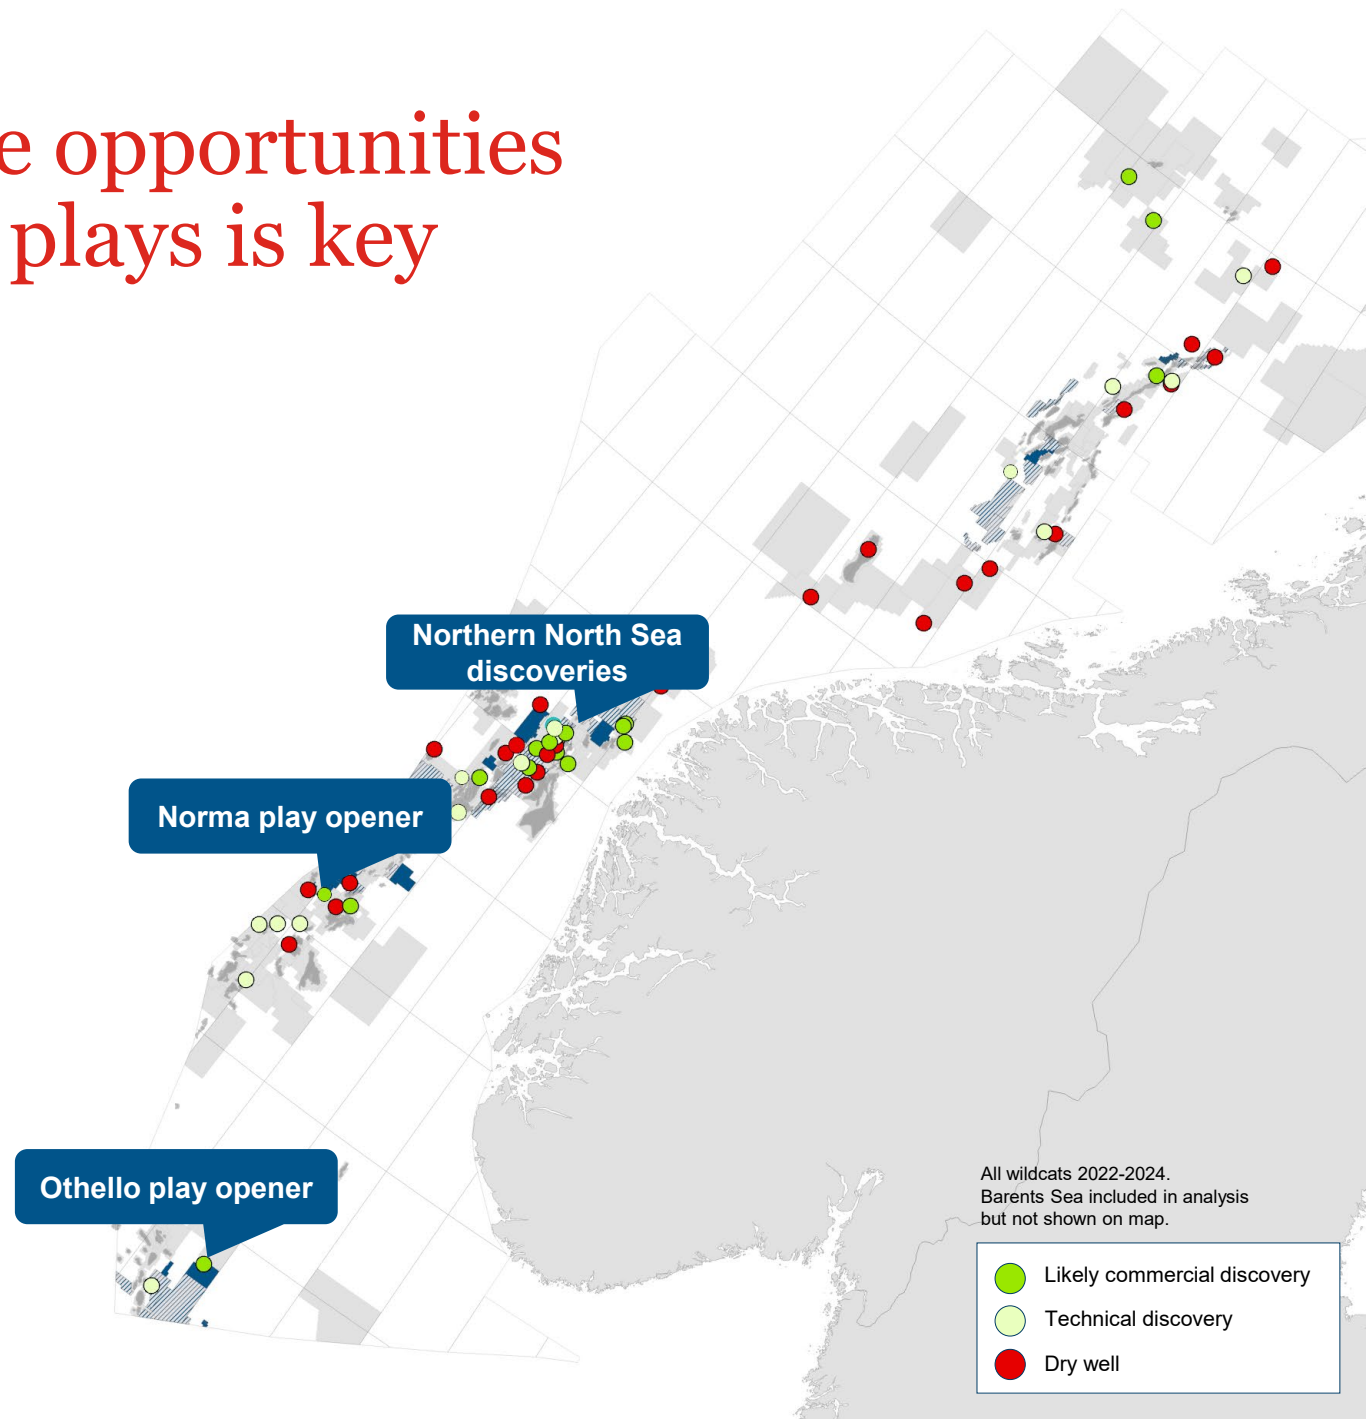 e opportunities
plays is key
Northern North Sea
discoveries
Norma play opener
Othello play opener
All wildcats 2022-2024.
Barents Sea included in analysis
but not shown on map.
Likely commercial discovery
Technical discovery
Dry well